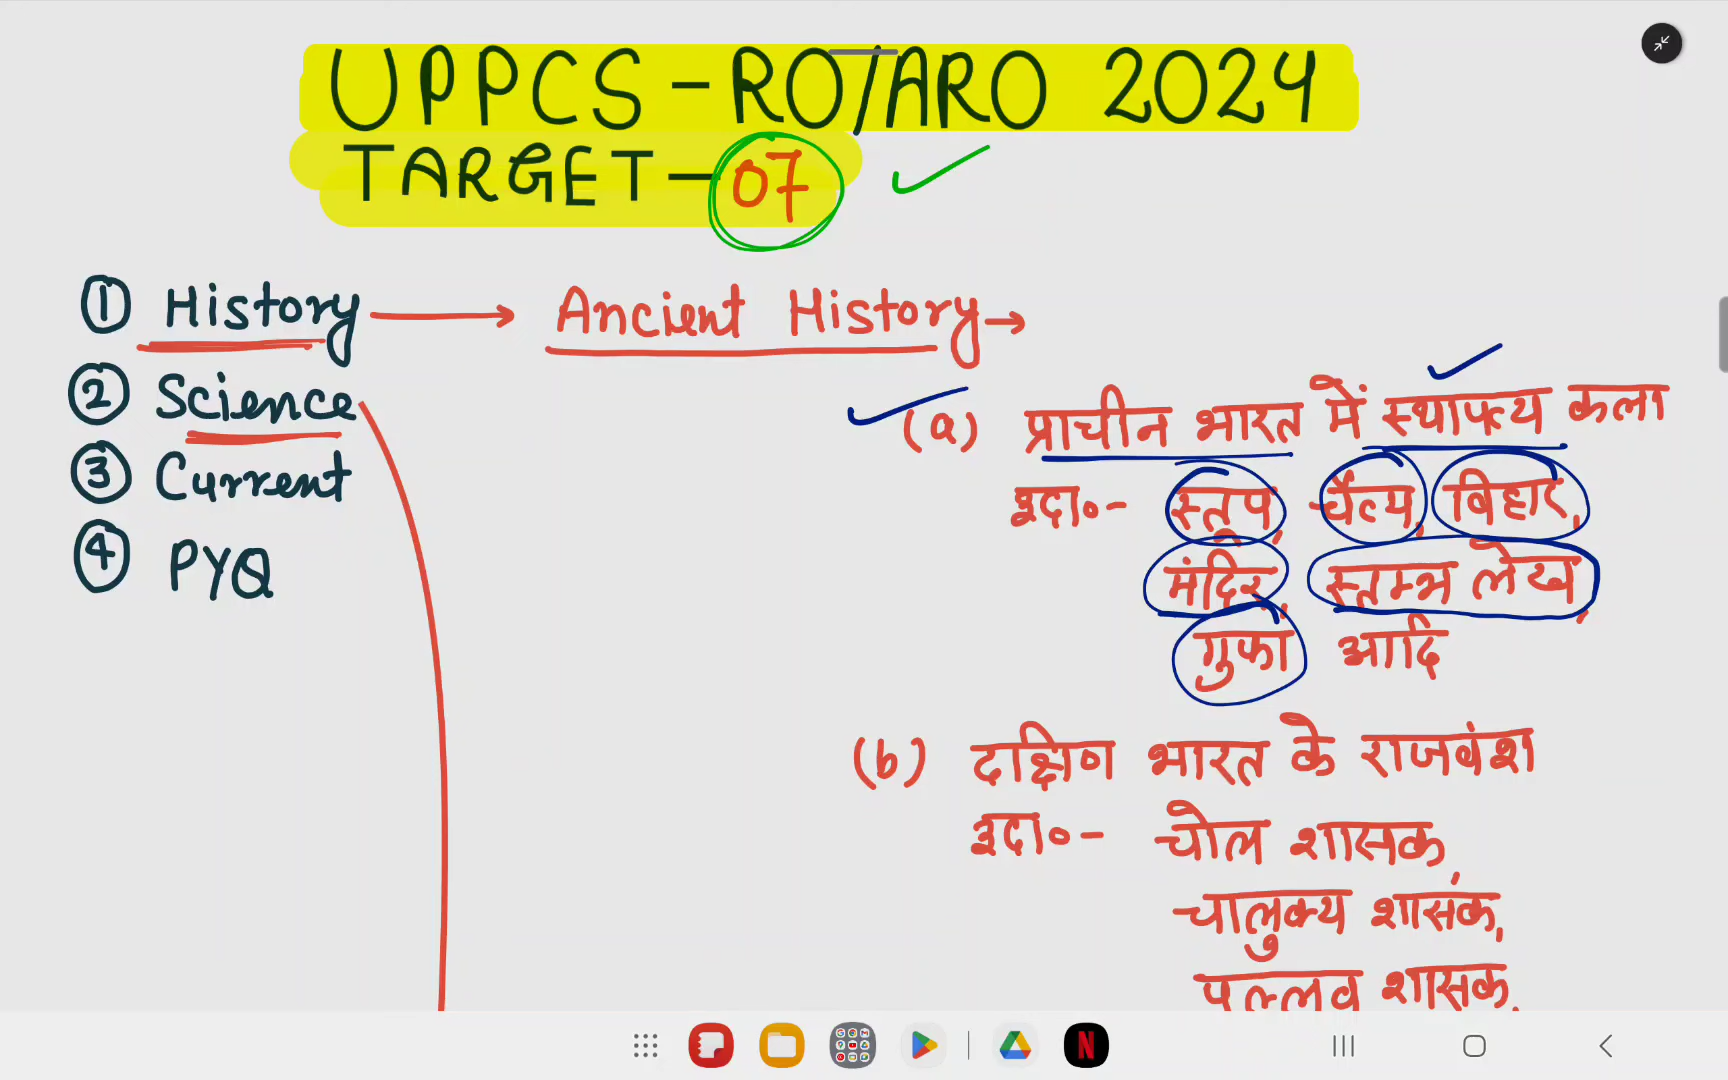 UPPCS-RO/ARO 2024
TARGET-07
① History → Ancient History →
② Science
③ Current
④ PYQ
(a) प्राचीन भारत में स्थापत्य कला
उदा०- स्तूप, चैत्य, विहार,
मंदिर, स्तम्भ लेख,
गुफा आदि
(b) दक्षिण भारत के राजवंश
उदा०- चोल शासक,
चालुक्य शासक,
पल्लव शासक,